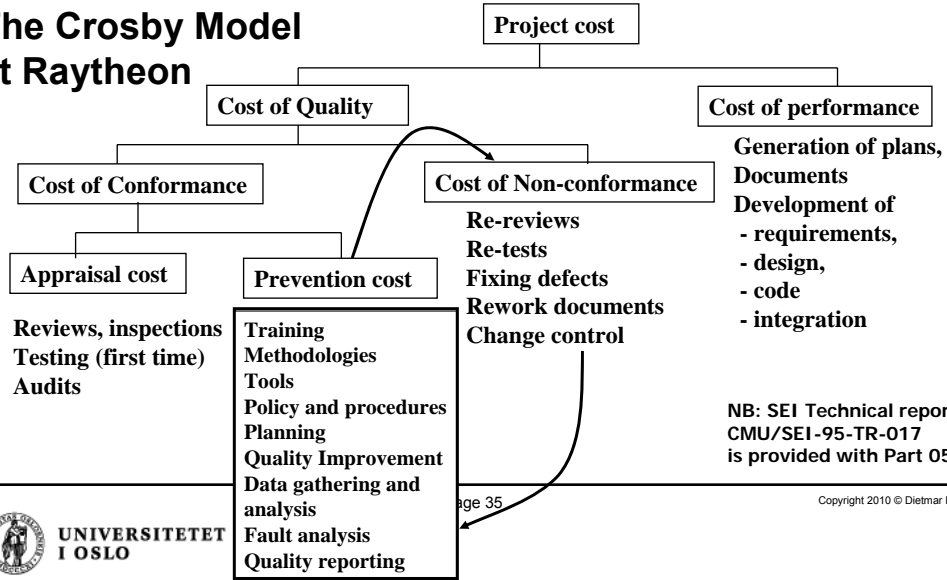 The Crosby Model
t Raytheon
Project cost
Cost of Quality
Cost of performance
Generation of plans,
Documents
Development of
- requirements,
- design,
- code
- integration
Cost of Conformance
Cost of Non-conformance
Re-reviews
Re-tests
Fixing defects
Rework documents
Change control
Appraisal cost
Reviews, inspections
Testing (first time)
Audits
Prevention cost
Training
Methodologies
Tools
Policy and procedures
Planning
Quality Improvement
Data gathering and
analysis
Fault analysis
Quality reporting
NB: SEI Technical repor
CMU/SEI-95-TR-017
is provided with Part 05
age 35
Copyright 2010 © Dietmar
UNIVERSITETET
I OSLO